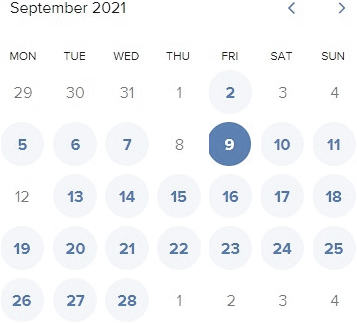 September 2021
MON TUE WED THU FRI SAT SUN
29 30 31 1 2 3 4
5 6 7 8 9 10 11
12 13 14 15 16 17 18
19 20 21 22 23 24 25
26 27 28 1 2 3 4